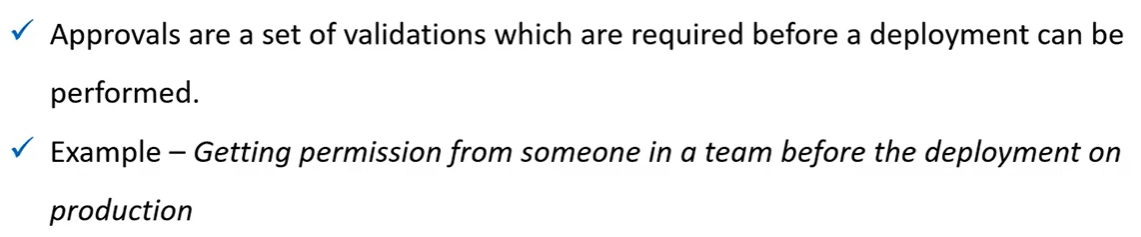 ✓ Approvals are a set of validations which are required before a deployment can be
performed.
✓ Example – Getting permission from someone in a team before the deployment on
production